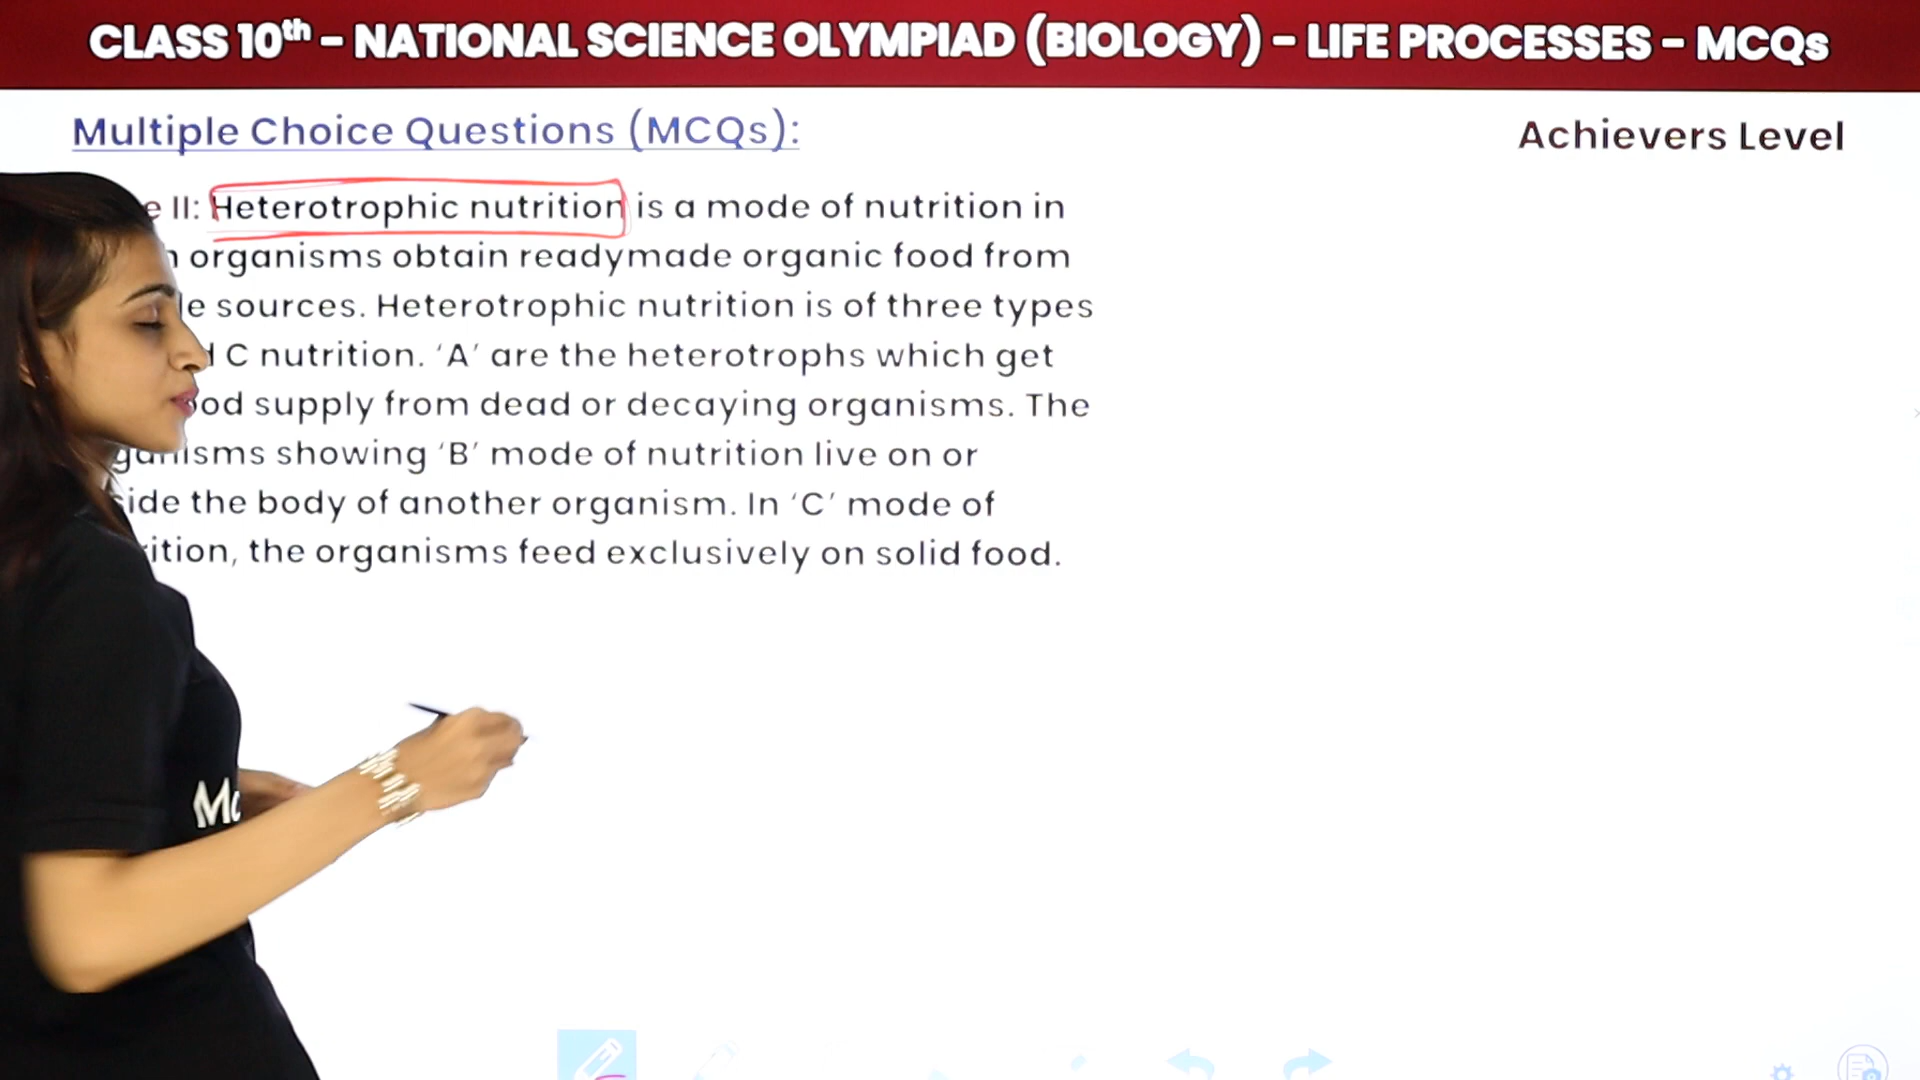 CLASS 10th - NATIONAL SCIENCE OLYMPIAD (BIOLOGY) - LIFE PROCESSES - MCQs
Multiple Choice Questions (MCQs):
Achievers Level
II: Heterotrophic nutrition is a mode of nutrition in
organisms obtain readymade organic food from
sources. Heterotrophic nutrition is of three types
C nutrition. ‘A’ are the heterotrophs which get
supply from dead or decaying organisms. The
showing ‘B’ mode of nutrition live on or
the body of another organism. In ‘C’ mode of
the organisms feed exclusively on solid food.